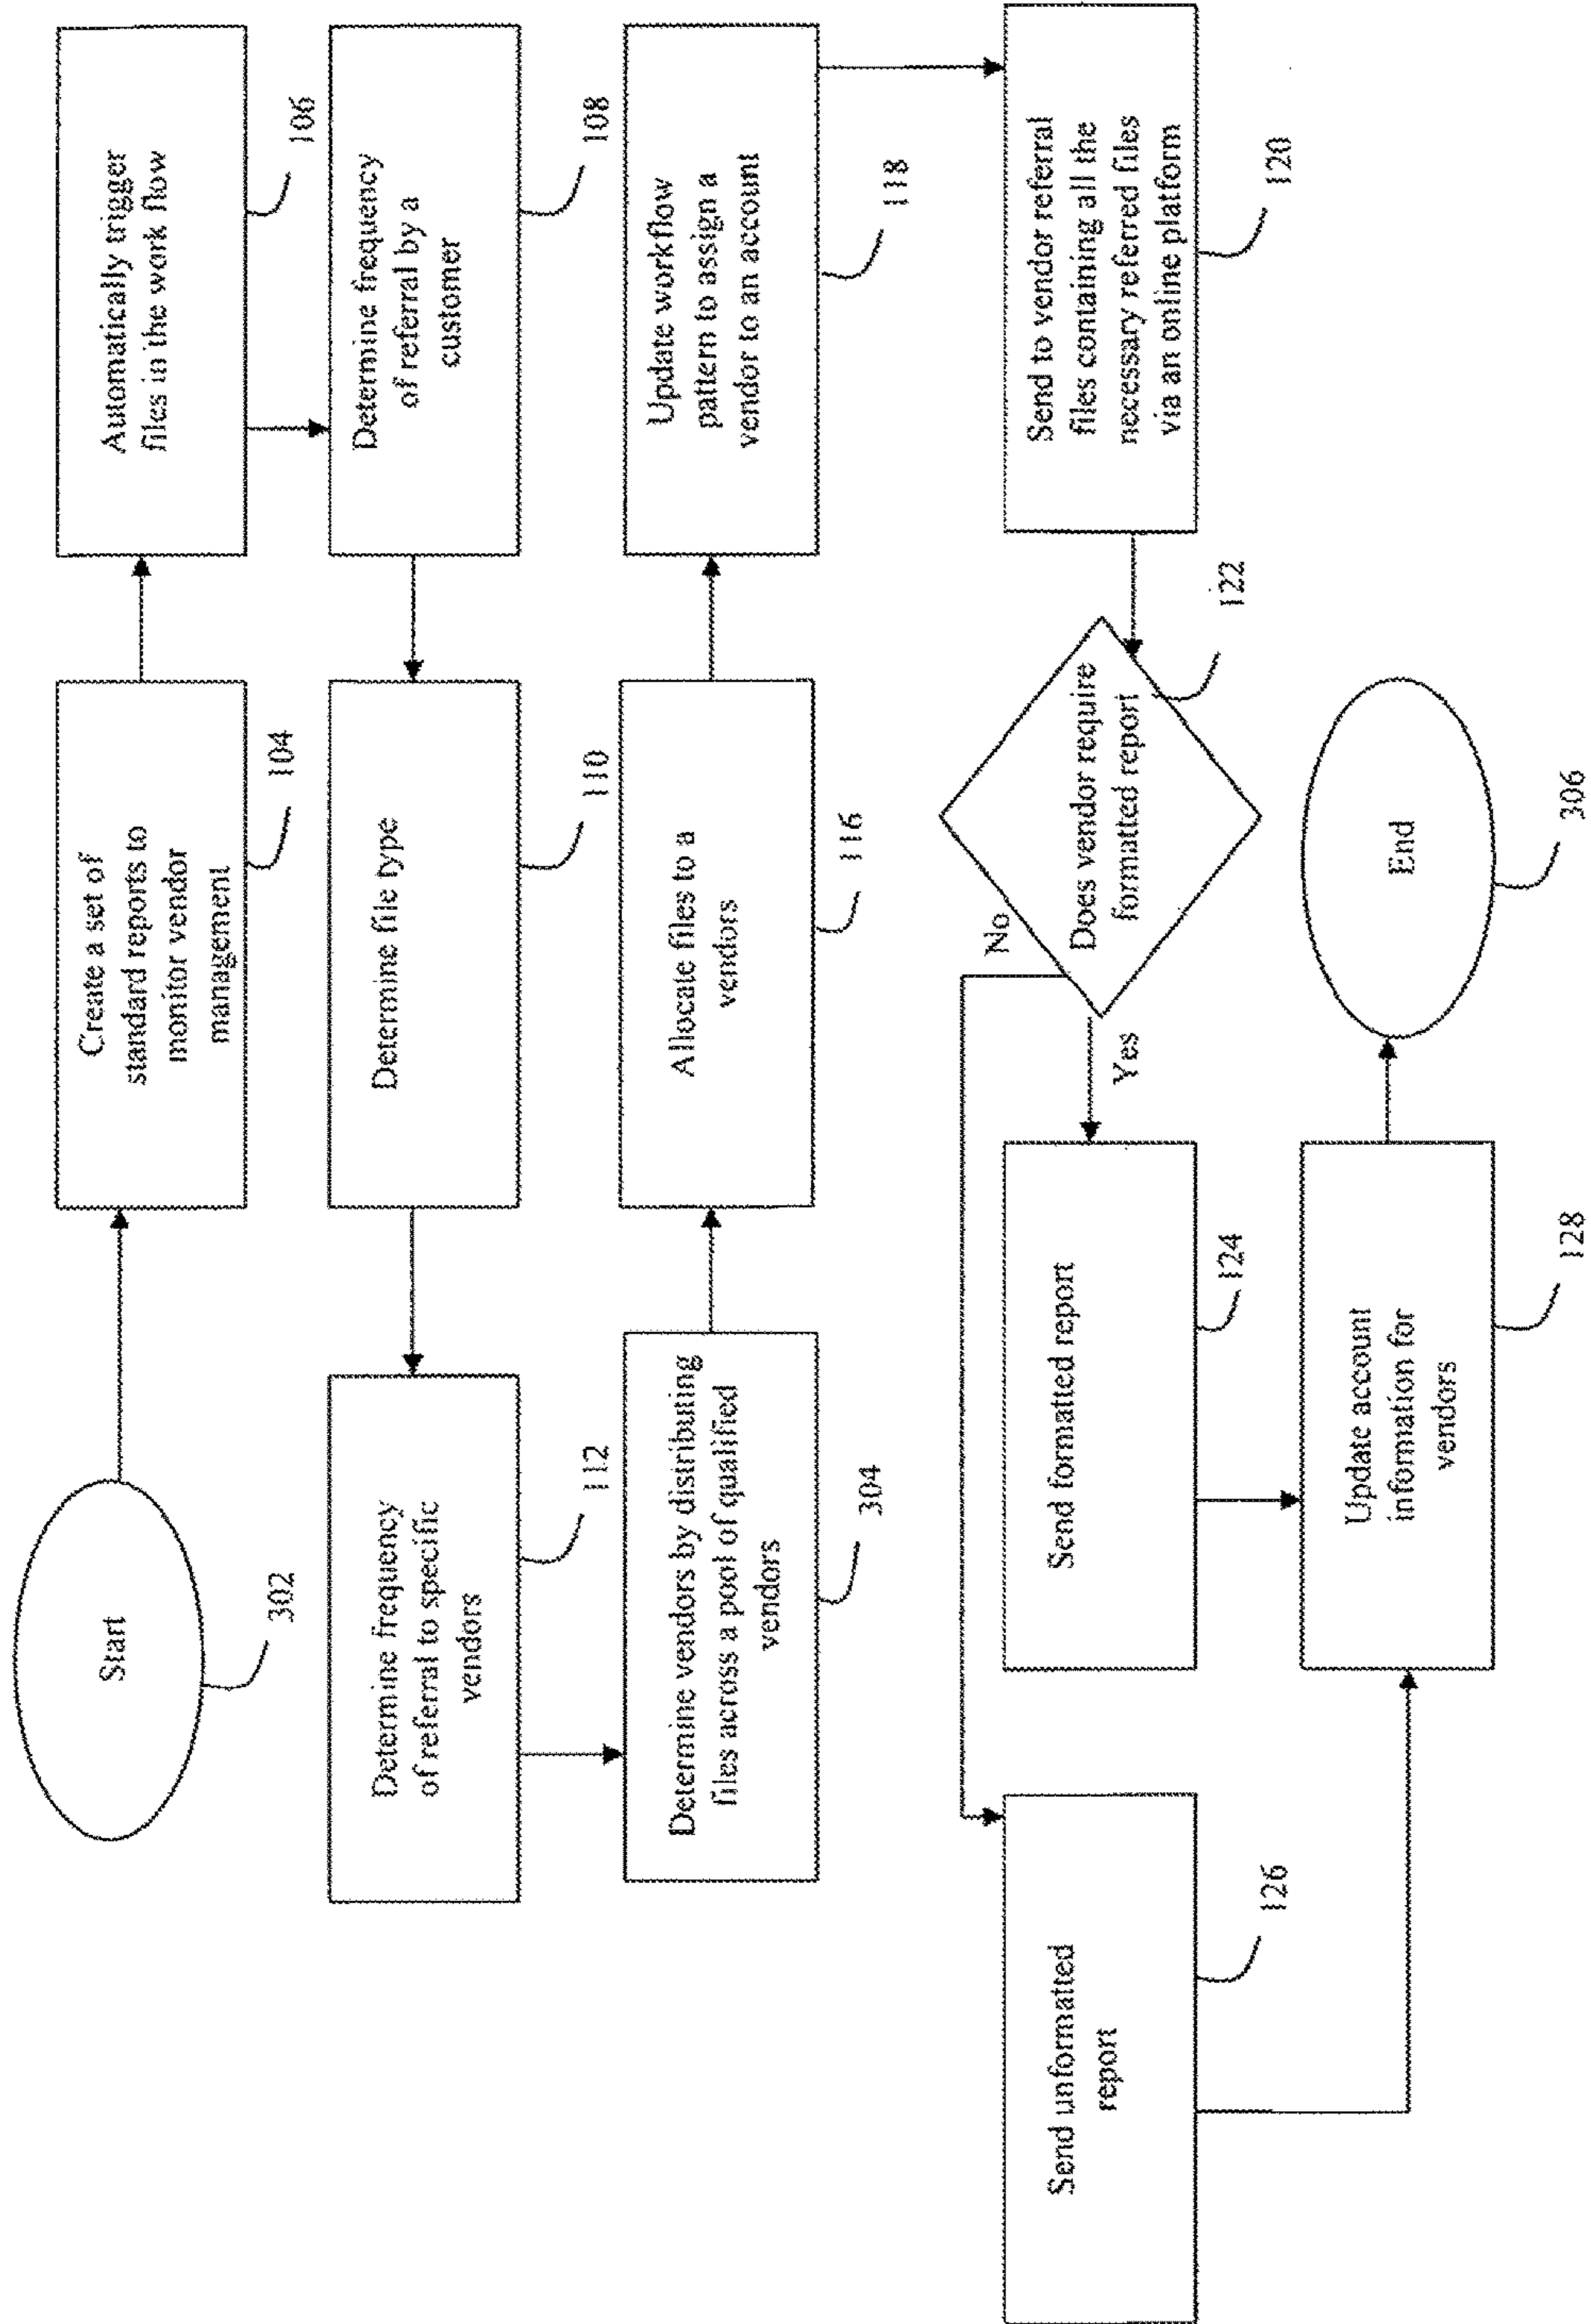 Start
302
Create a set of
standard reports to
monitor vendor
management
104
Automatically trigger
files in the work flow
106
Determine frequency
of referral by a
customer
108
Determine file type
110
Determine frequency
of referral to specific
vendors
112
Determine vendors by distributing
files across a pool of qualified
vendors
304
Allocate files to a
vendors
116
Update workflow
pattern to assign a
vendor to an account
118
Send to vendor referral
files containing all the
necessary referred files
via an online platform
120
Does vendor require
formatted report
122
No
Yes
Send formatted report
124
Send unformatted
report
126
Update account
information for
vendors
128
End
306